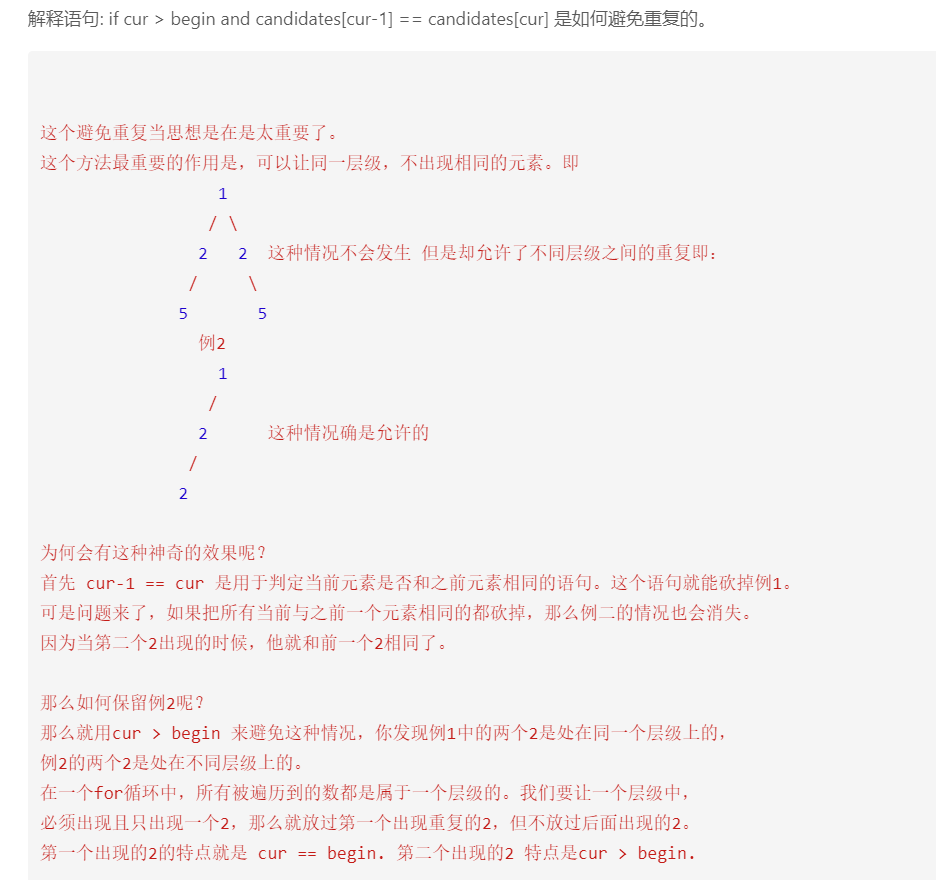 解释语句: if cur > begin and candidates[cur-1] == candidates[cur] 是如何避免重复的。
这个避免重复当思想是在是太重要了。
这个方法最重要的作用是，可以让同一层级，不出现相同的元素。即
1
/ \
2 2 这种情况不会发生 但是却允许了不同层级之间的重复即：
/ \
5 5
例2
1
/
2 这种情况确是允许的
/
2
为何会有这种神奇的效果呢？
首先 cur-1 == cur 是用于判定当前元素是否和之前元素相同的语句。这个语句就能砍掉例1。
可是问题来了，如果把所有当前与之前一个元素相同的都砍掉，那么例二的情况也会消失。
因为当第二个2出现的时候，他就和前一个2相同了。
那么如何保留例2呢？
那么就用cur > begin 来避免这种情况，你发现例1中的两个2是处在同一个层级上的，
例2的两个2是处在不同层级上的。
在一个for循环中，所有被遍历到的数都是属于一个层级的。我们要让一个层级中，
必须出现且只出现一个2，那么就放过第一个出现重复的2，但不放过后面出现的2。
第一个出现的2的特点就是 cur == begin. 第二个出现的2 特点是cur > begin.